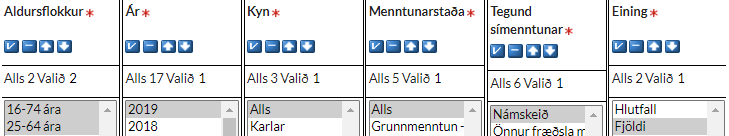 Aldursflokkur *
Ár *
Kyn *
Menntunarstaða *
Tegund símenntunar *
Eining *
Alls 2 Valið 2
Alls 17 Valið 1
Alls 3 Valið 1
Alls 5 Valið 1
Alls 6 Valið 1
Alls 2 Valið 1
16-74 ára
25-64 ára
2019
2018
Alls
Karlar
Alls
Grunnmenntun -
Námskeið
Önnur fræðsla m
Hlutfall
Fjöldi